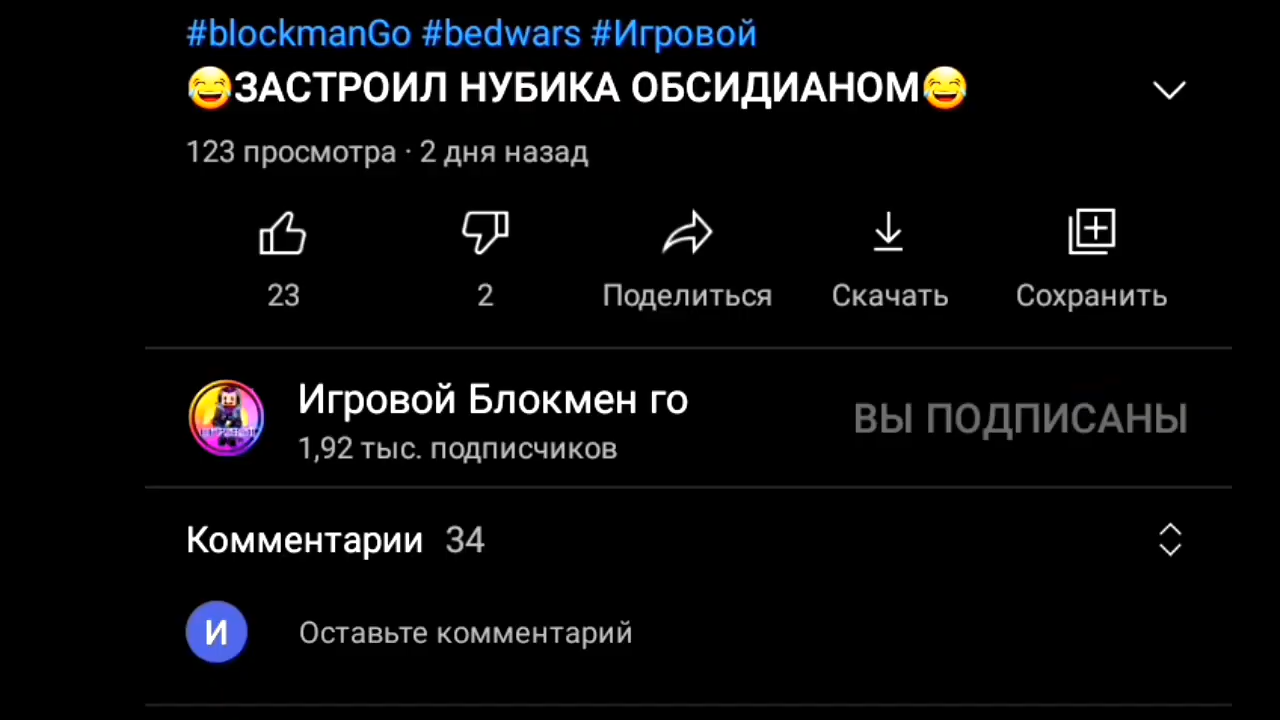 #blockmanGo #bedwars #Игровой
😂ЗАСТРОИЛ НУБИКА ОБСИДИАНОМ😂
123 просмотра · 2 дня назад
23 2 Поделиться Скачать Сохранить
Игровой Блокмен го
1,92 тыс. подписчиков
ВЫ ПОДПИСАНЫ
Комментарии 34
И Оставьте комментарий